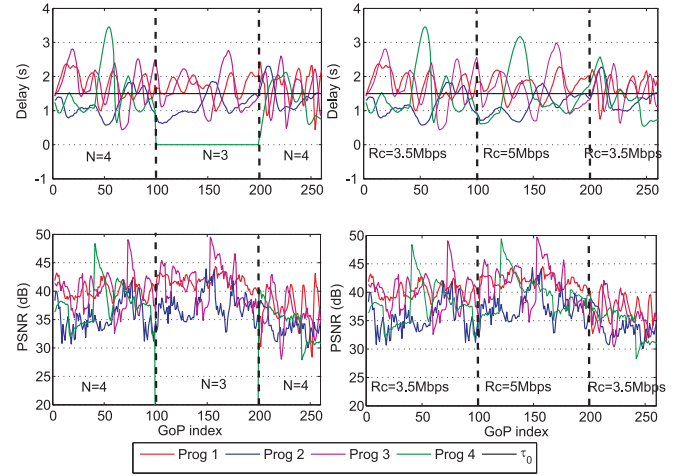 4
3
2
1
0
-1
Delay (s)
N=4
N=3
N=4
0 50 100 150 200 250
4
3
2
1
0
-1
Delay (s)
Rc=3.5Mbps
Rc=5Mbps
Rc=3.5Mbps
0 50 100 150 200 250
50
45
40
35
30
25
20
PSNR (dB)
N=4
N=3
N=4
0 50 100 150 200 250
GoP index
50
45
40
35
30
25
20
PSNR (dB)
Rc=3.5Mbps
Rc=5Mbps
Rc=3.5Mbps
0 50 100 150 200 250
GoP index
Prog 1 Prog 2 Prog 3 Prog 4 τ0